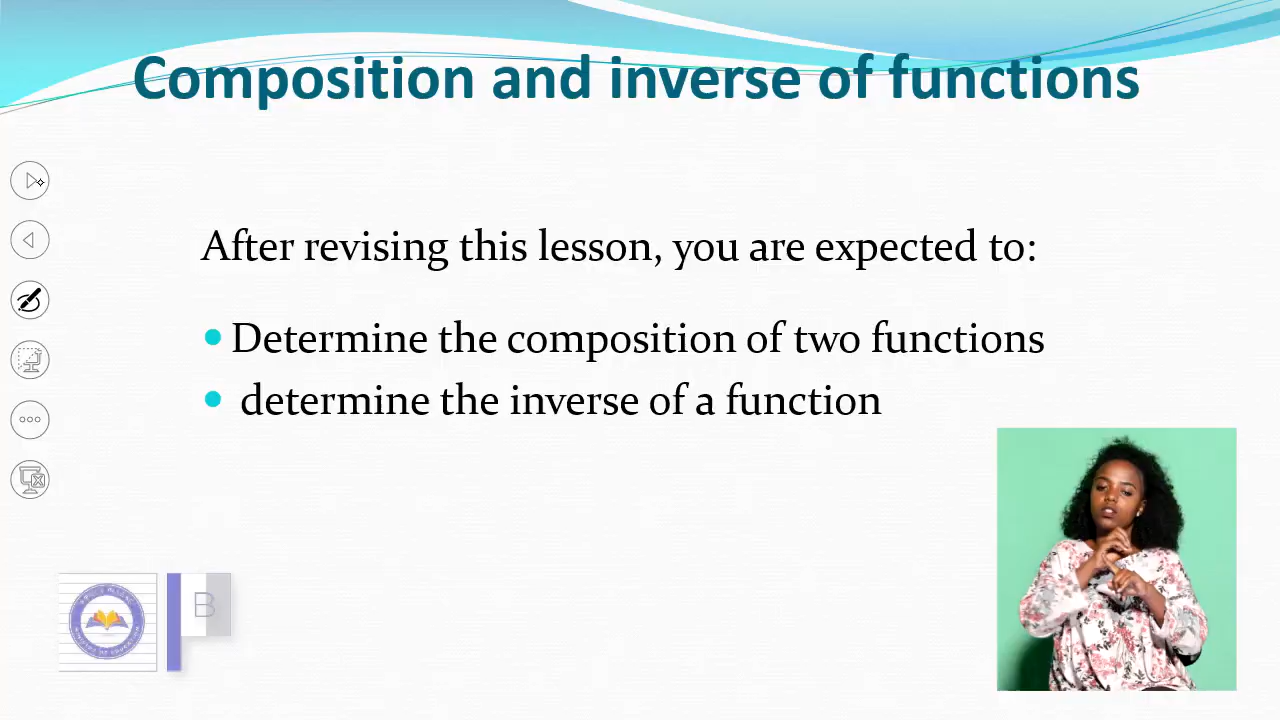 Composition and inverse of functions
After revising this lesson, you are expected to:
Determine the composition of two functions
determine the inverse of a function
B